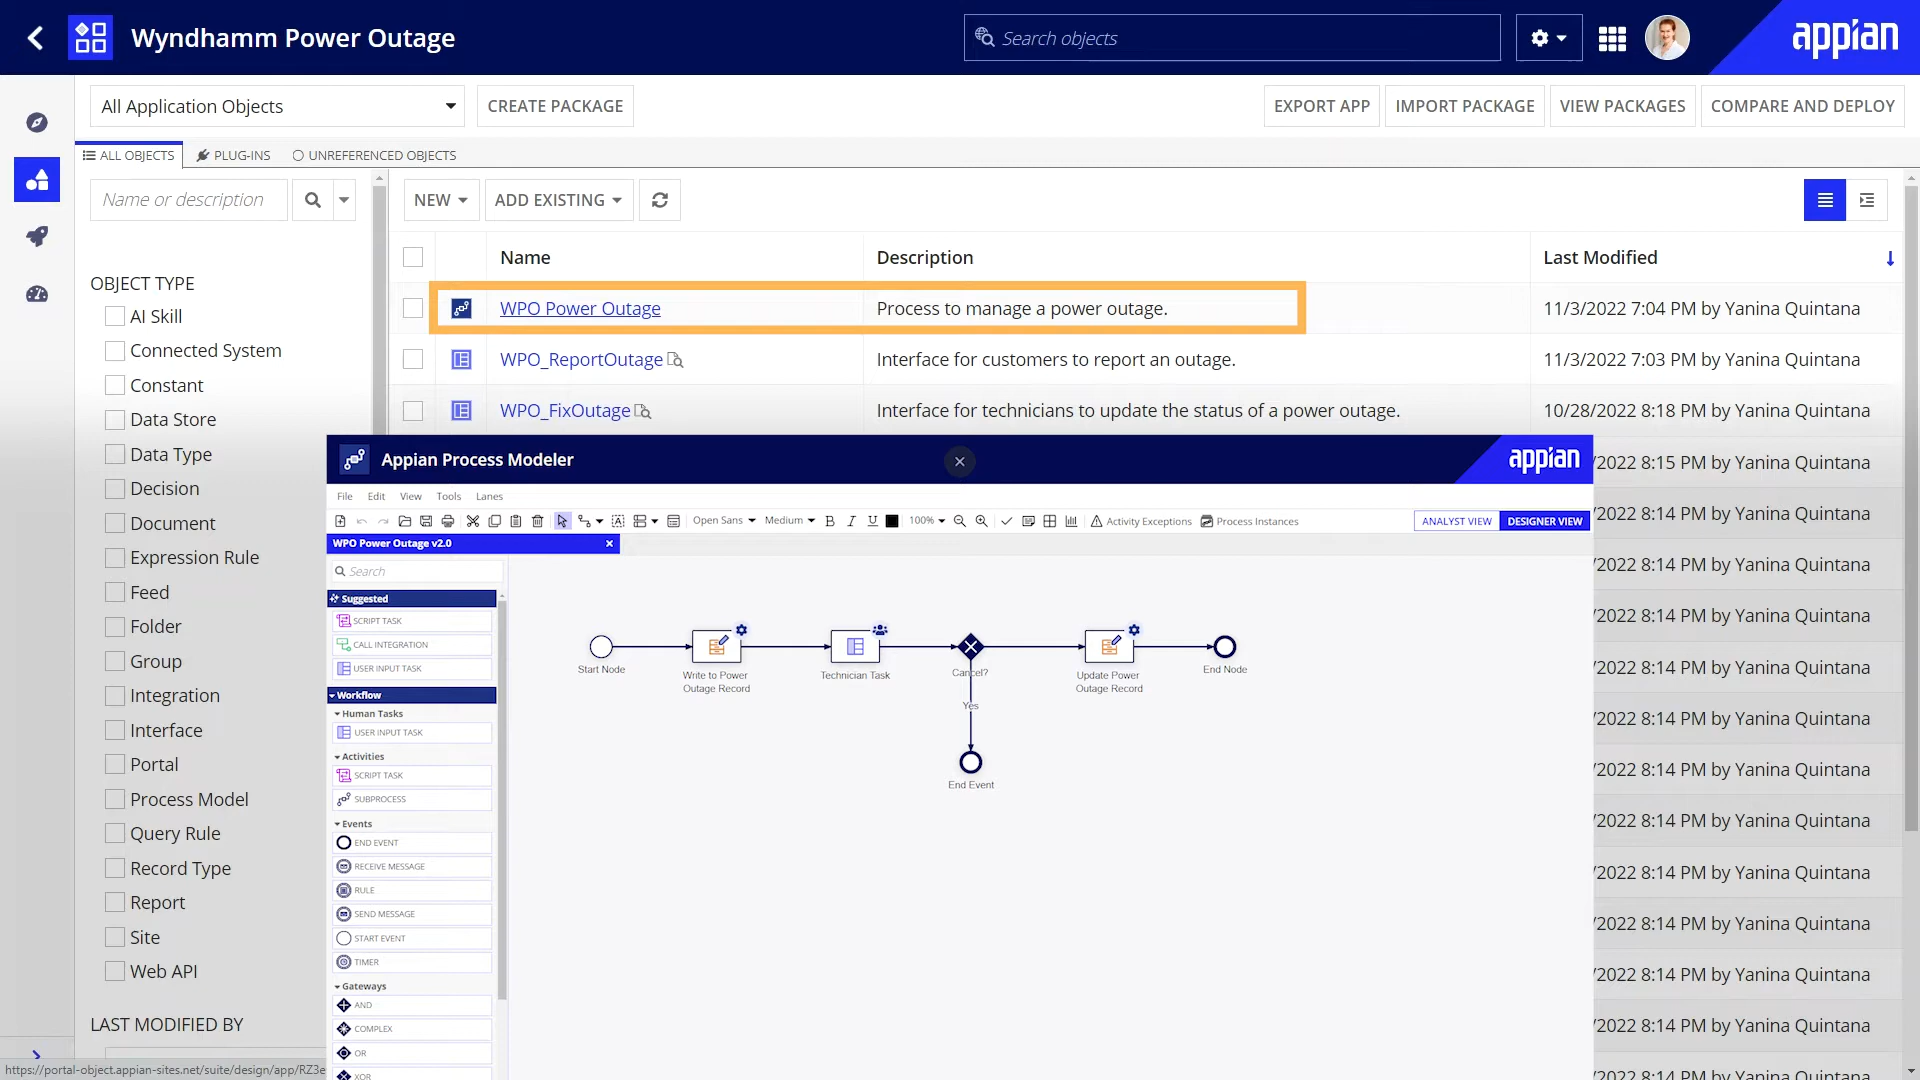 Wyndhamm Power Outage
Search objects
appian
All Application Objects
CREATE PACKAGE
EXPORT APP
IMPORT PACKAGE
VIEW PACKAGES
COMPARE AND DEPLOY
ALL OBJECTS
PLUG-INS
UNREFERENCED OBJECTS
Name or description
NEW
ADD EXISTING
Name
Description
Last Modified
WPO Power Outage
Process to manage a power outage.
11/3/2022 7:04 PM by Yanina Quintana
WPO_ReportOutage
Interface for customers to report an outage.
11/3/2022 7:03 PM by Yanina Quintana
WPO_FixOutage
Interface for technicians to update the status of a power outage.
10/28/2022 8:18 PM by Yanina Quintana
/2022 8:15 PM by Yanina Quintana
/2022 8:14 PM by Yanina Quintana
/2022 8:14 PM by Yanina Quintana
/2022 8:14 PM by Yanina Quintana
/2022 8:14 PM by Yanina Quintana
/2022 8:14 PM by Yanina Quintana
/2022 8:14 PM by Yanina Quintana
/2022 8:14 PM by Yanina Quintana
/2022 8:14 PM by Yanina Quintana
/2022 8:14 PM by Yanina Quintana
/2022 8:14 PM by Yanina Quintana
/2022 8:14 PM by Yanina Quintana
/2022 8:14 PM by Yanina Quintana
OBJECT TYPE
AI Skill
Connected System
Constant
Data Store
Data Type
Decision
Document
Expression Rule
Feed
Folder
Group
Integration
Interface
Portal
Process Model
Query Rule
Record Type
Report
Site
Web API
LAST MODIFIED BY
https://portal-object.appian-sites.net/suite/design/app/RZ3e
Appian Process Modeler
appian
File
Edit
View
Tools
Lanes
Open Sans
Medium
B
I
U
100%
Activity Exceptions
Process Instances
ANALYST VIEW
DESIGNER VIEW
WPO Power Outage v2.0
Search
Suggested
SCRIPT TASK
CALL INTEGRATION
USER INPUT TASK
Workflow
Human Tasks
USER INPUT TASK
Activities
SCRIPT TASK
SUBPROCESS
Events
END EVENT
RECEIVE MESSAGE
RULE
SEND MESSAGE
START EVENT
TIMER
Gateways
AND
COMPLEX
OR
XOR
Start Node
Write to Power
Outage Record
Technician Task
Cancel?
Yes
End Event
Update Power
Outage Record
End Node